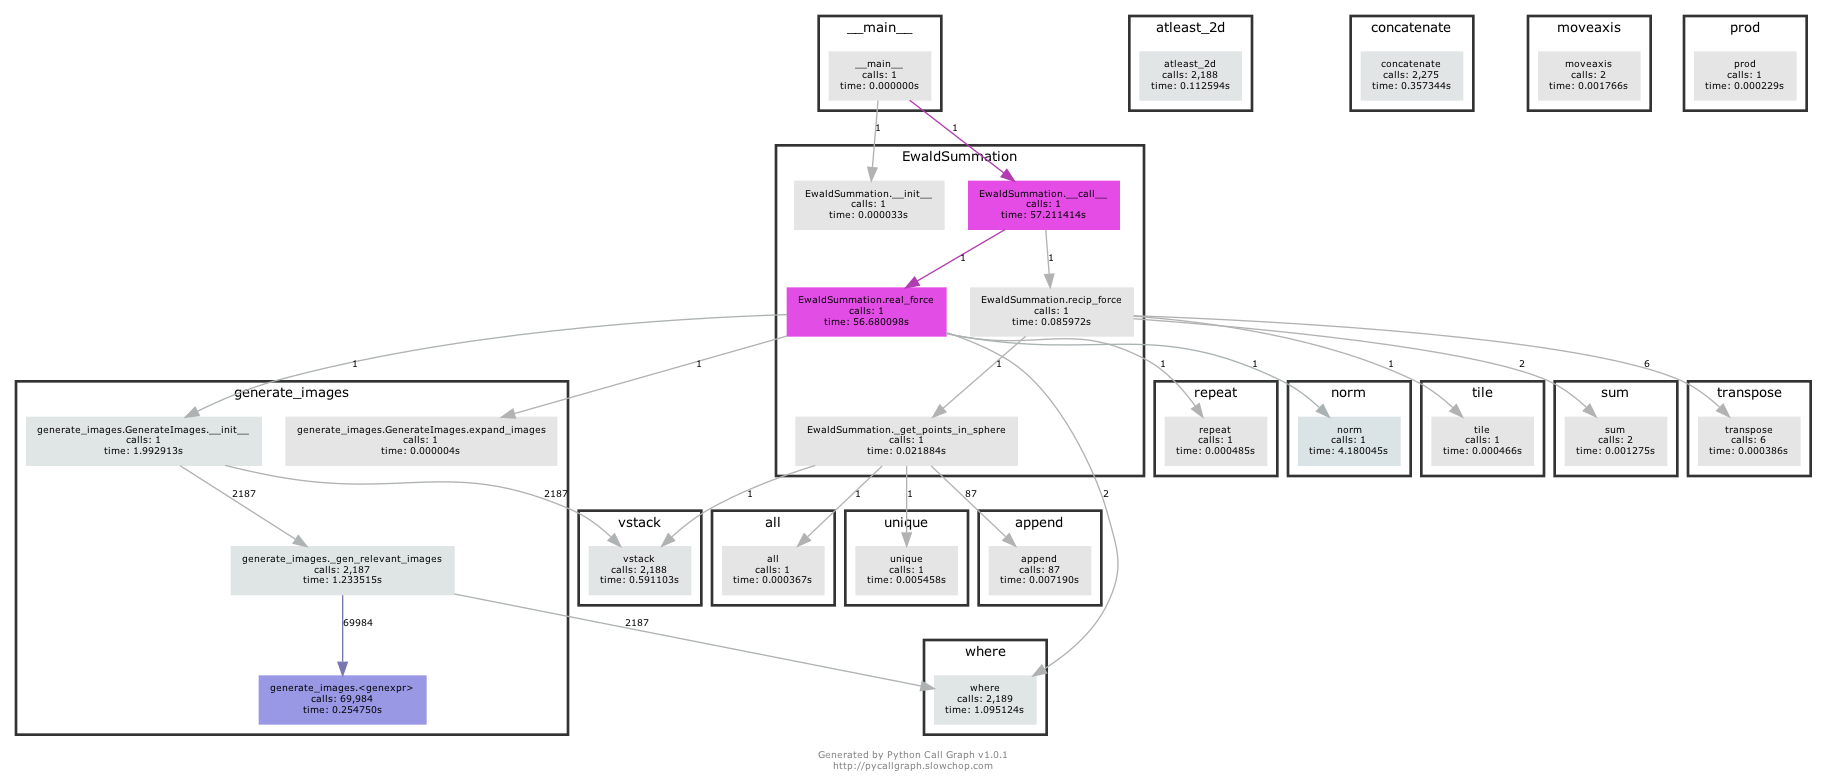 __main__
__main__
calls: 1
time: 0.000000s
1
1
atleast_2d
atleast_2d
calls: 2,188
time: 0.112594s
concatenate
concatenate
calls: 2,275
time: 0.357344s
moveaxis
moveaxis
calls: 2
time: 0.001766s
prod
prod
calls: 1
time: 0.000229s
EwaldSummation
EwaldSummation.__init__
calls: 1
time: 0.000033s
EwaldSummation.__call__
calls: 1
time: 57.211414s
1
1
EwaldSummation.real_force
calls: 1
time: 56.680098s
EwaldSummation.recip_force
calls: 1
time: 0.085972s
1
1
1
1
1
1
2
6
generate_images
generate_images.GenerateImages.__init__
calls: 1
time: 1.992913s
generate_images.GenerateImages.expand_images
calls: 1
time: 0.000004s
EwaldSummation._get_points_in_sphere
calls: 1
time: 0.021884s
repeat
repeat
calls: 1
time: 0.000485s
norm
norm
calls: 1
time: 4.180045s
tile
tile
calls: 1
time: 0.000466s
sum
sum
calls: 2
time: 0.001275s
transpose
transpose
calls: 6
time: 0.000386s
2187
2187
1
1
1
87
2
generate_images._gen_relevant_images
calls: 2,187
time: 1.233515s
vstack
vstack
calls: 2,188
time: 0.591103s
all
all
calls: 1
time: 0.000367s
unique
unique
calls: 1
time: 0.005458s
append
append
calls: 87
time: 0.007190s
69984
2187
generate_images.<genexpr>
calls: 69,984
time: 0.254750s
where
where
calls: 2,189
time: 1.095124s
Generated by Python Call Graph v1.0.1
http://pycallgraph.slowchop.com